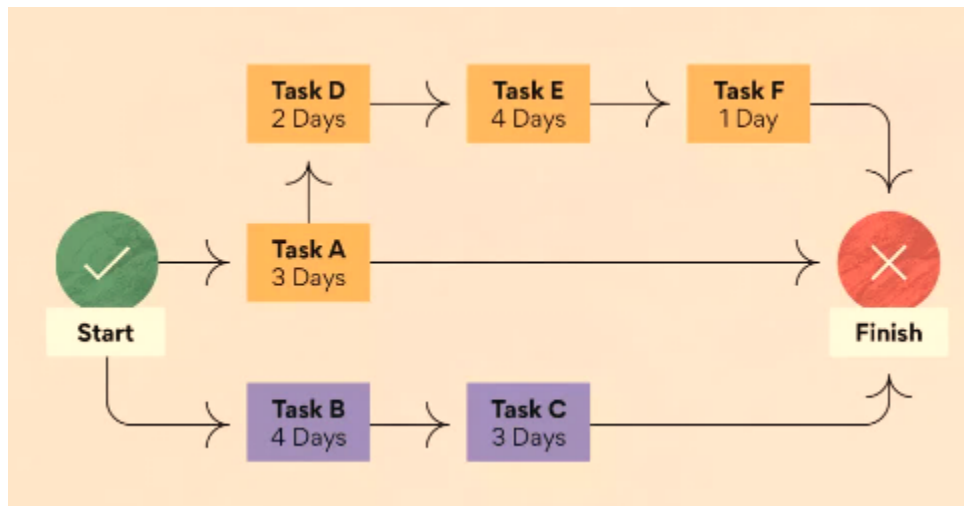 Task D
2 Days
Task E
4 Days
Task F
1 Day
Task A
3 Days
Start
Finish
Task B
4 Days
Task C
3 Days